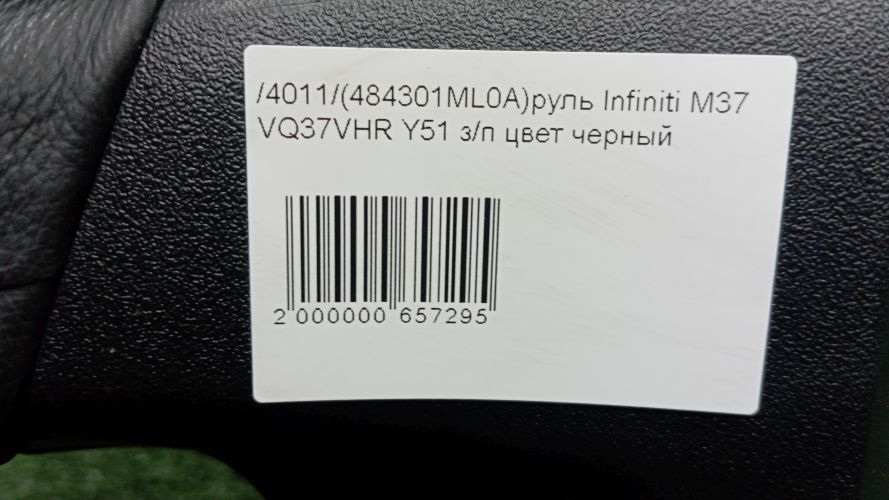 /4011/(484301ML0A)руль Infiniti M37
VQ37VHR Y51 з/п цвет черный
2 000000 657295